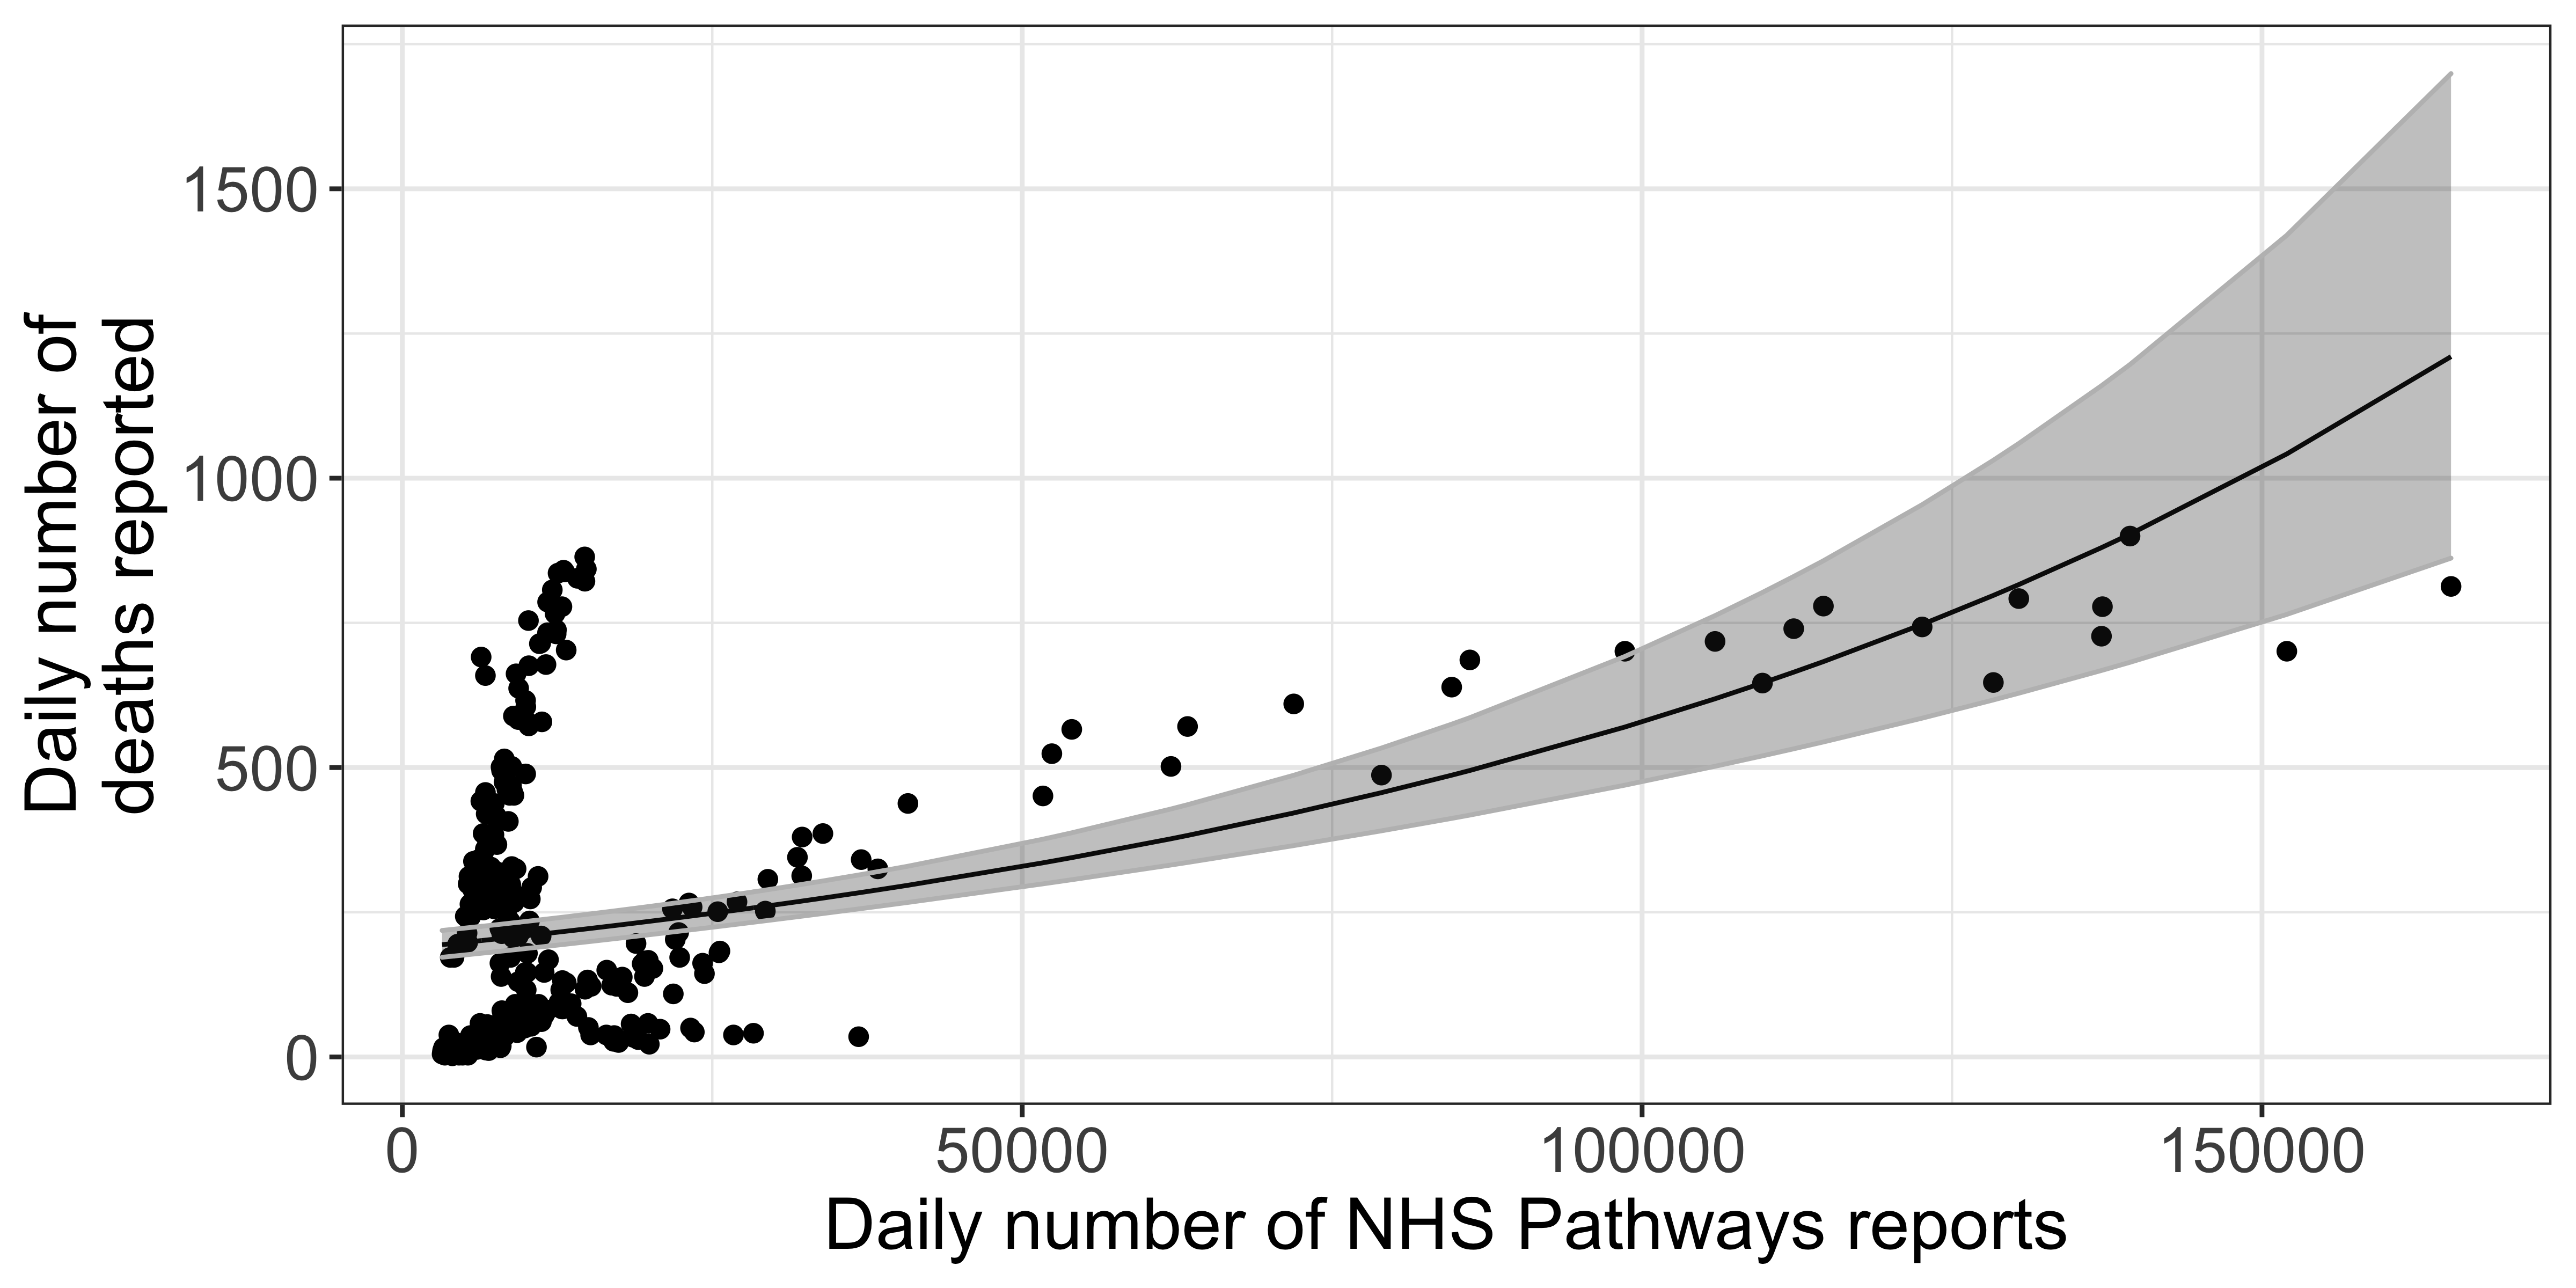 Daily number of
deaths reported
1500
1000
500
0
0
50000
100000
150000
Daily number of NHS Pathways reports